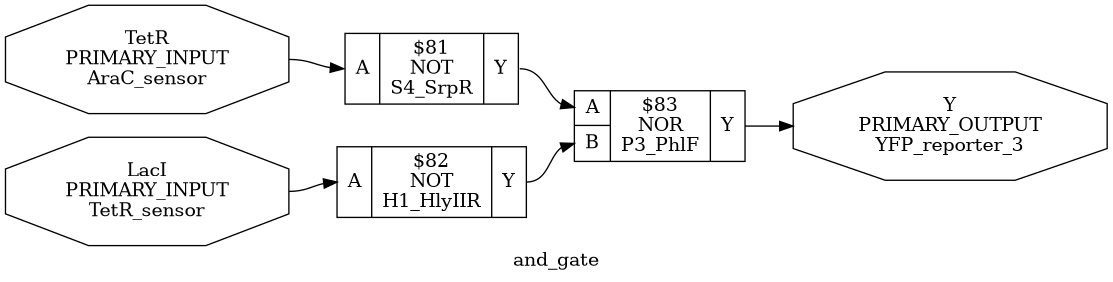 TetR
PRIMARY_INPUT
AraC_sensor
A
$81
NOT
S4_SrpR
Y
LacI
PRIMARY_INPUT
TetR_sensor
A
$82
NOT
H1_HlyIIR
Y
A
B
$83
NOR
P3_PhlF
Y
Y
PRIMARY_OUTPUT
YFP_reporter_3
and_gate